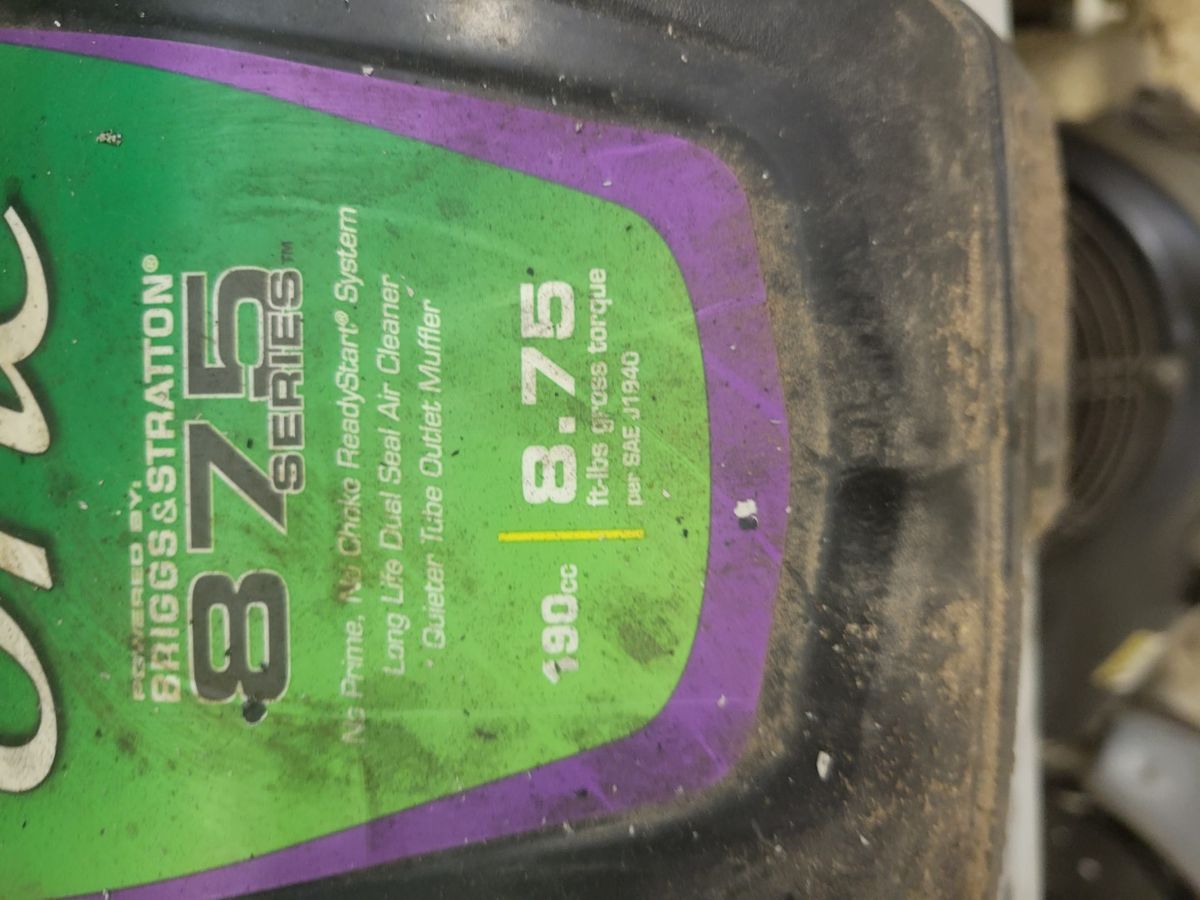 POWERED BY:
BRIGGS & STRATTON®
875
SERIES™
No Prime, No Choke ReadyStart® System
Long Life Dual Seal Air Cleaner
Quieter Tube Outlet Muffler
190cc
8.75
ft-lbs gross torque
per SAE J1940